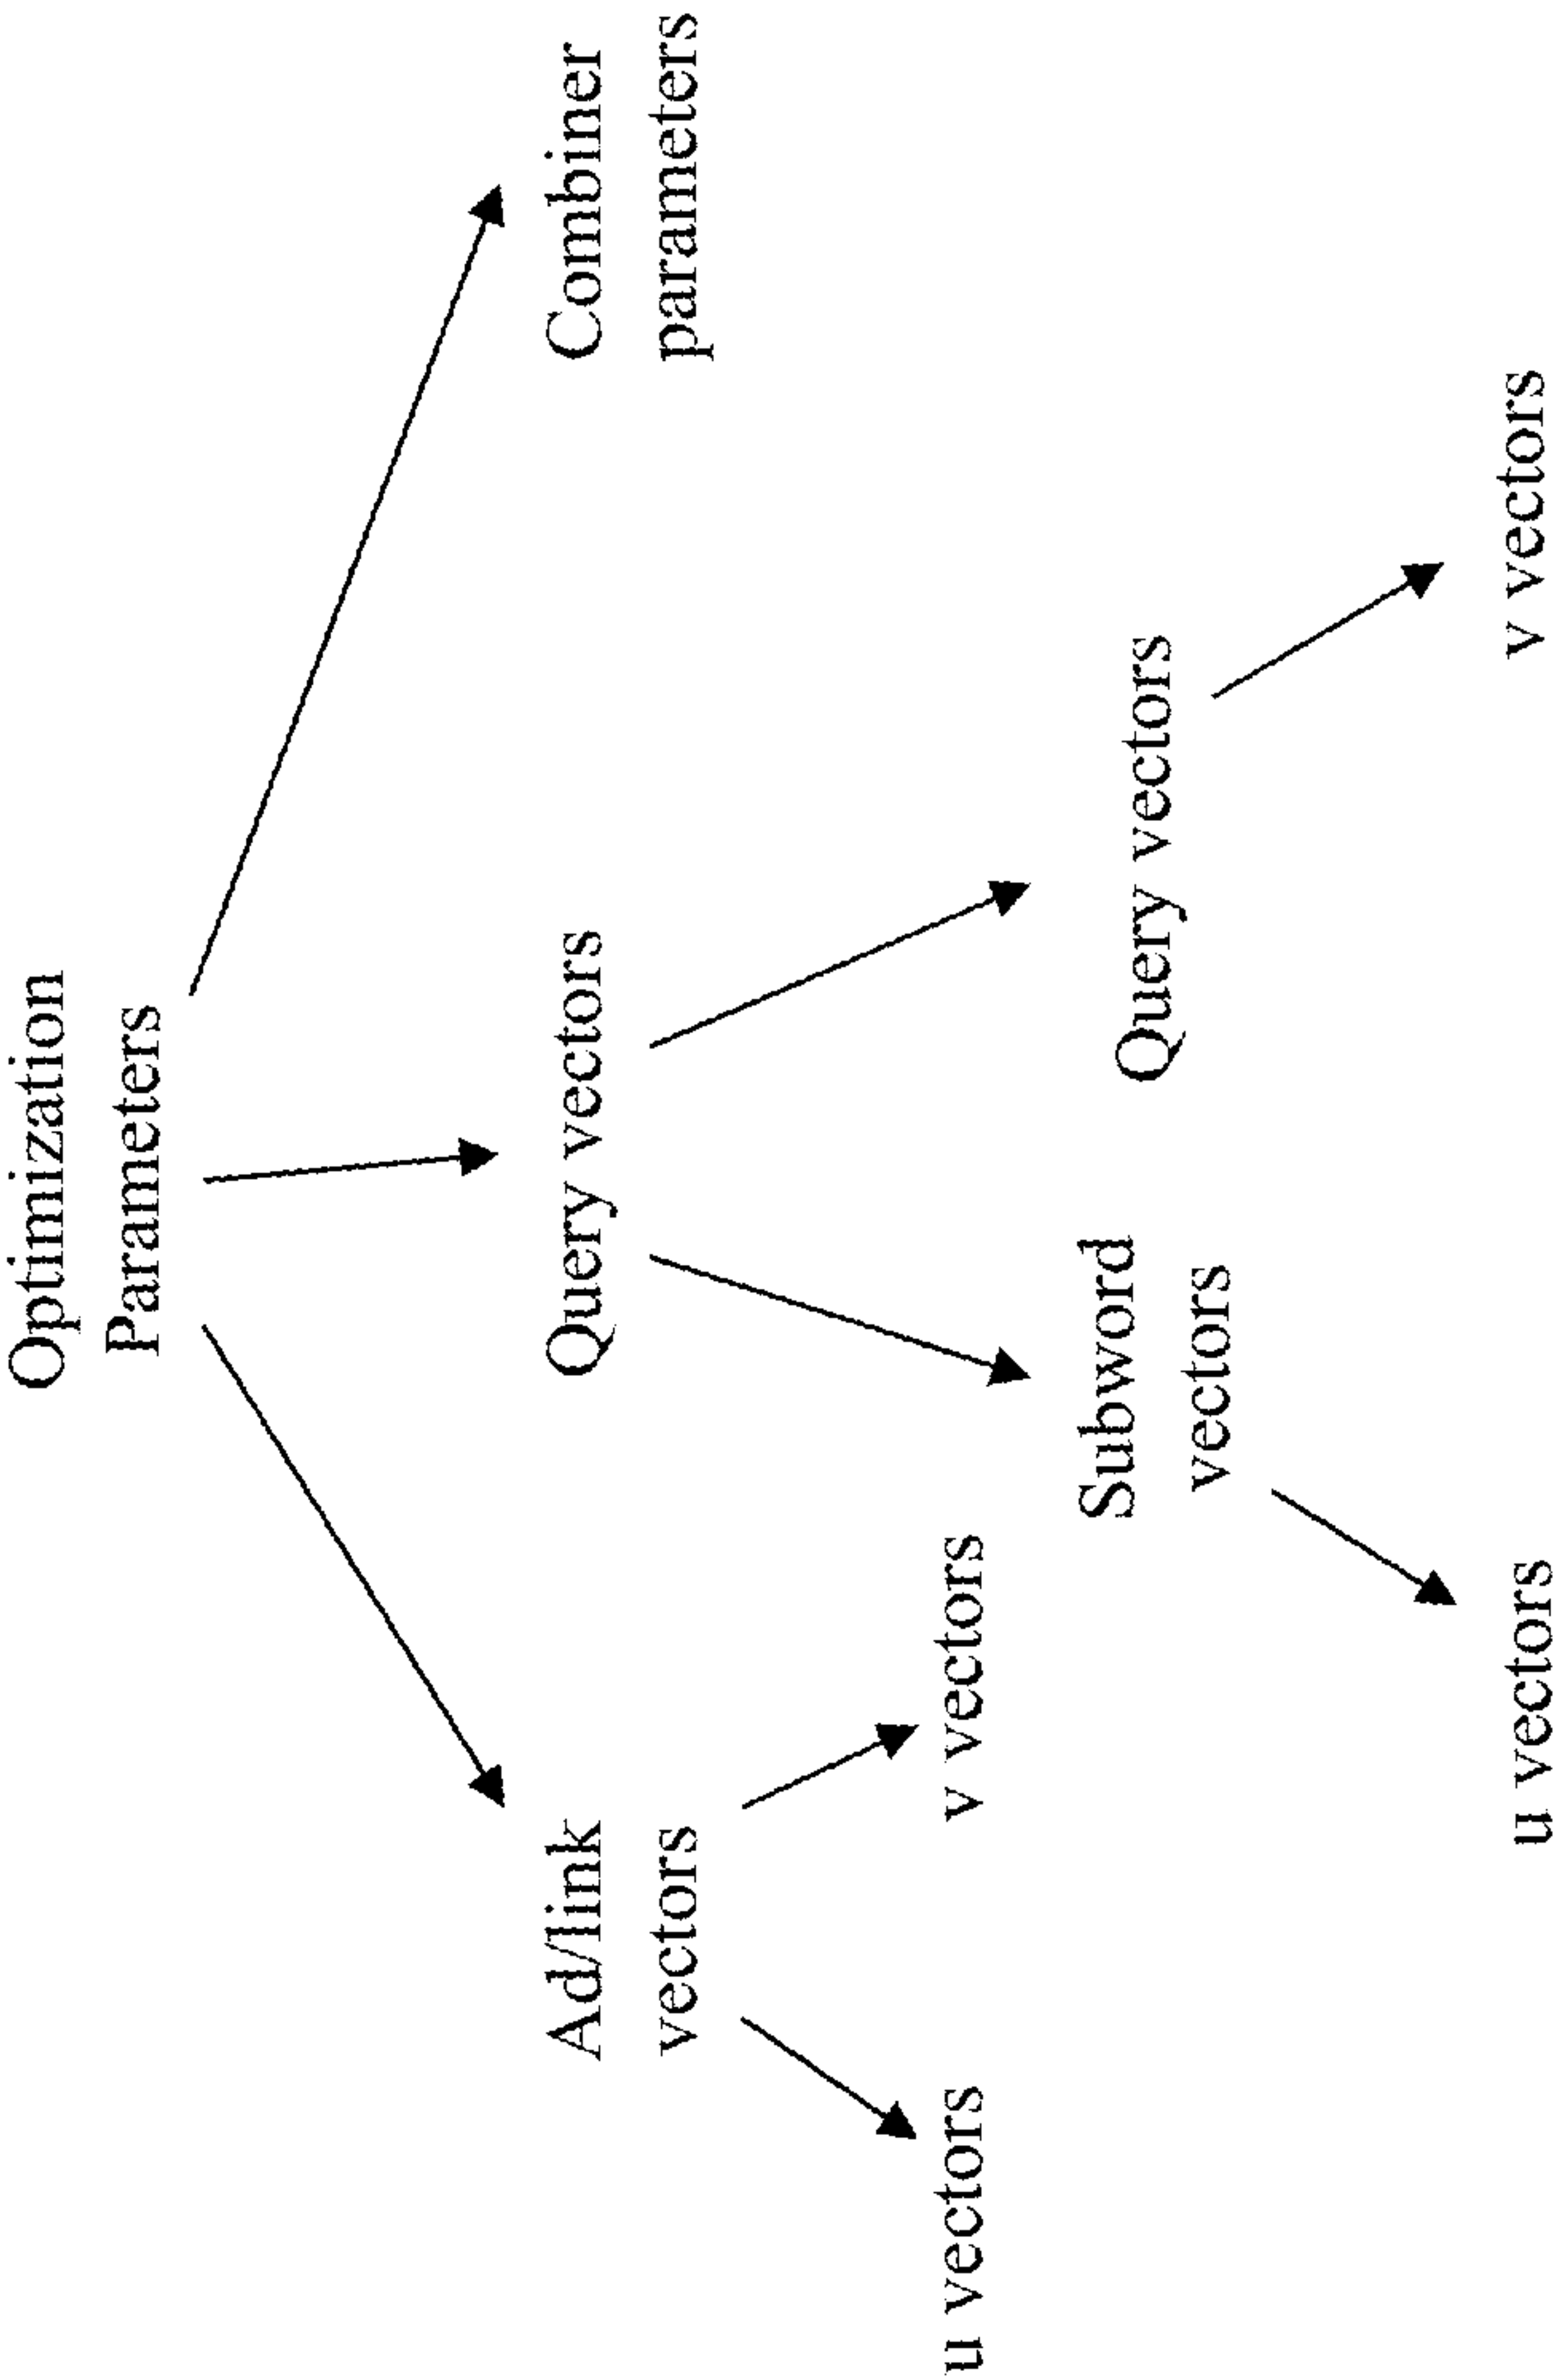 Optimization
Parameters
Ad/link
vectors
Query vectors
Combiner
parameters
u vectors
v vectors
Subword
vectors
Query vectors
u vectors
v vectors